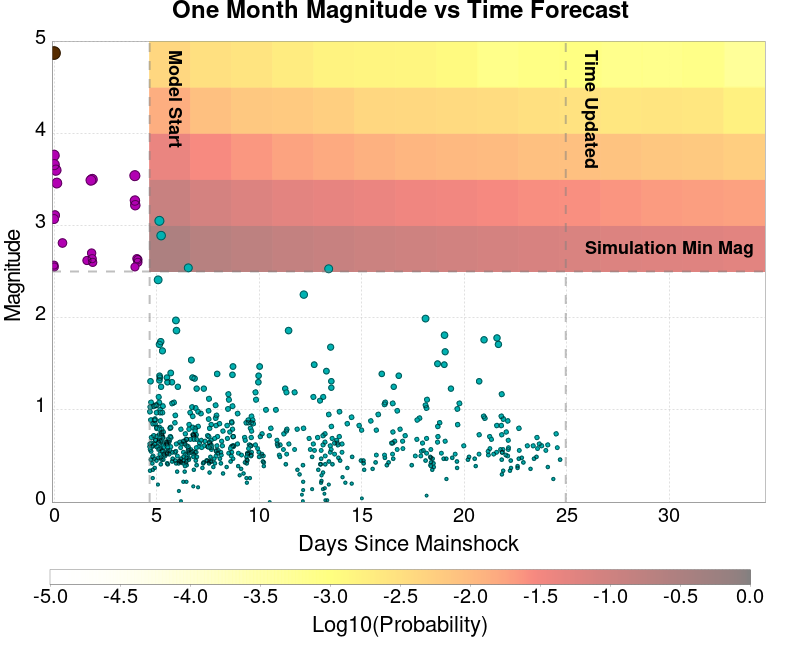 One Month Magnitude vs Time Forecast
Magnitude
5
4
3
2
1
0
Model Start
Time Updated
Simulation Min Mag
0 5 10 15 20 25 30
Days Since Mainshock
-5.0 -4.5 -4.0 -3.5 -3.0 -2.5 -2.0 -1.5 -1.0 -0.5 0.0
Log10(Probability)